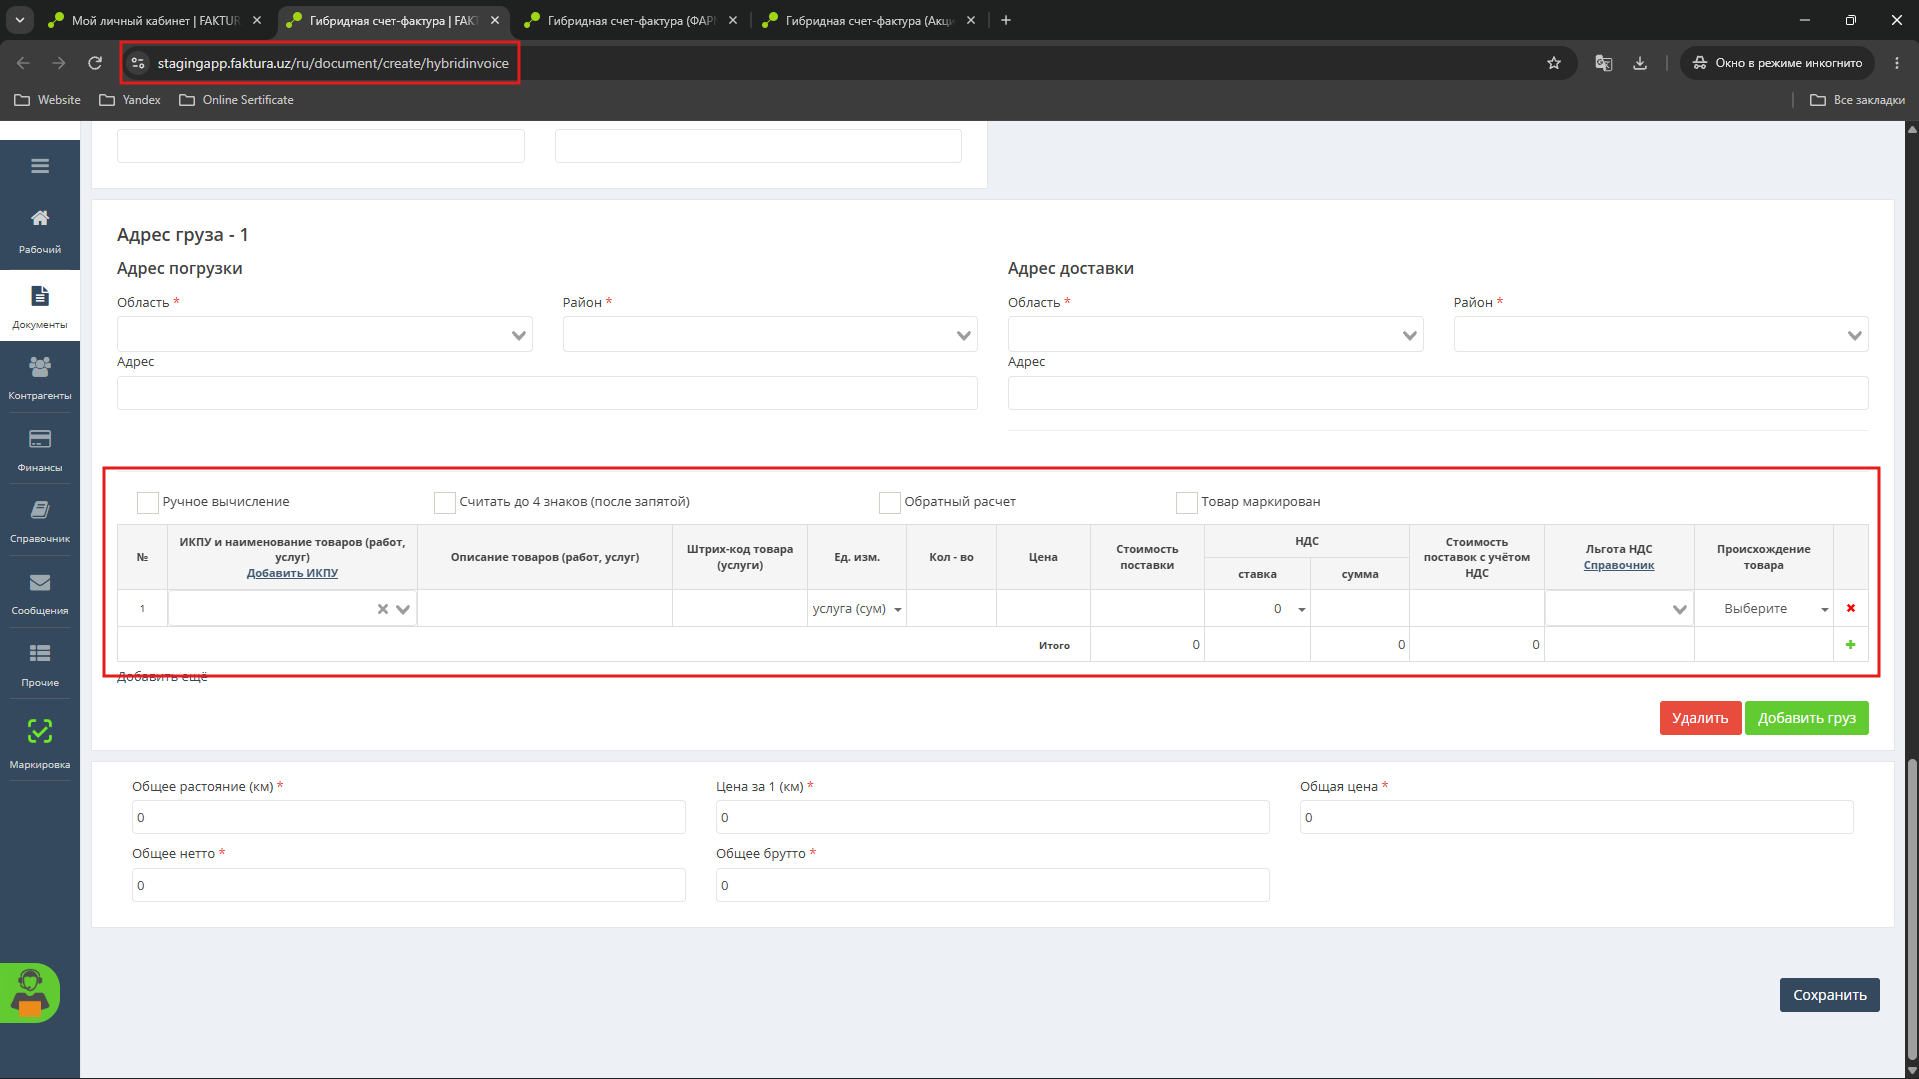 Мой личный кабинет | FAKTUR
Гибридная счет-фактура | FAK
Гибридная счет-фактура (ФАР
Гибридная счет-фактура (Акц
stagingapp.faktura.uz/ru/document/create/hybridinvoice
Окно в режиме инкогнито
Website
Yandex
Online Sertificate
Все закладки
Рабочий
Документы
Контрагенты
Финансы
Справочник
Сообщения
Прочие
Маркировка
Адрес груза - 1
Адрес погрузки
Адрес доставки
Область *
Район *
Область *
Район *
Адрес
Адрес
Ручное вычисление
Считать до 4 знаков (после запятой)
Обратный расчет
Товар маркирован
№
ИКПУ и наименование товаров (работ, услуг)
Добавить ИКПУ
Описание товаров (работ, услуг)
Штрих-код товара (услуги)
Ед. изм.
Кол - во
Цена
Стоимость поставки
НДС
ставка
сумма
Стоимость поставок с учётом НДС
Льгота НДС
Справочник
Происхождение товара
1
услуга (сум)
0
Выберите
Итого
0
0
0
Добавить ещё
Удалить
Добавить груз
Общее растояние (км) *
Цена за 1 (км) *
Общая цена *
0
0
0
Общее нетто *
Общее брутто *
0
0
Сохранить